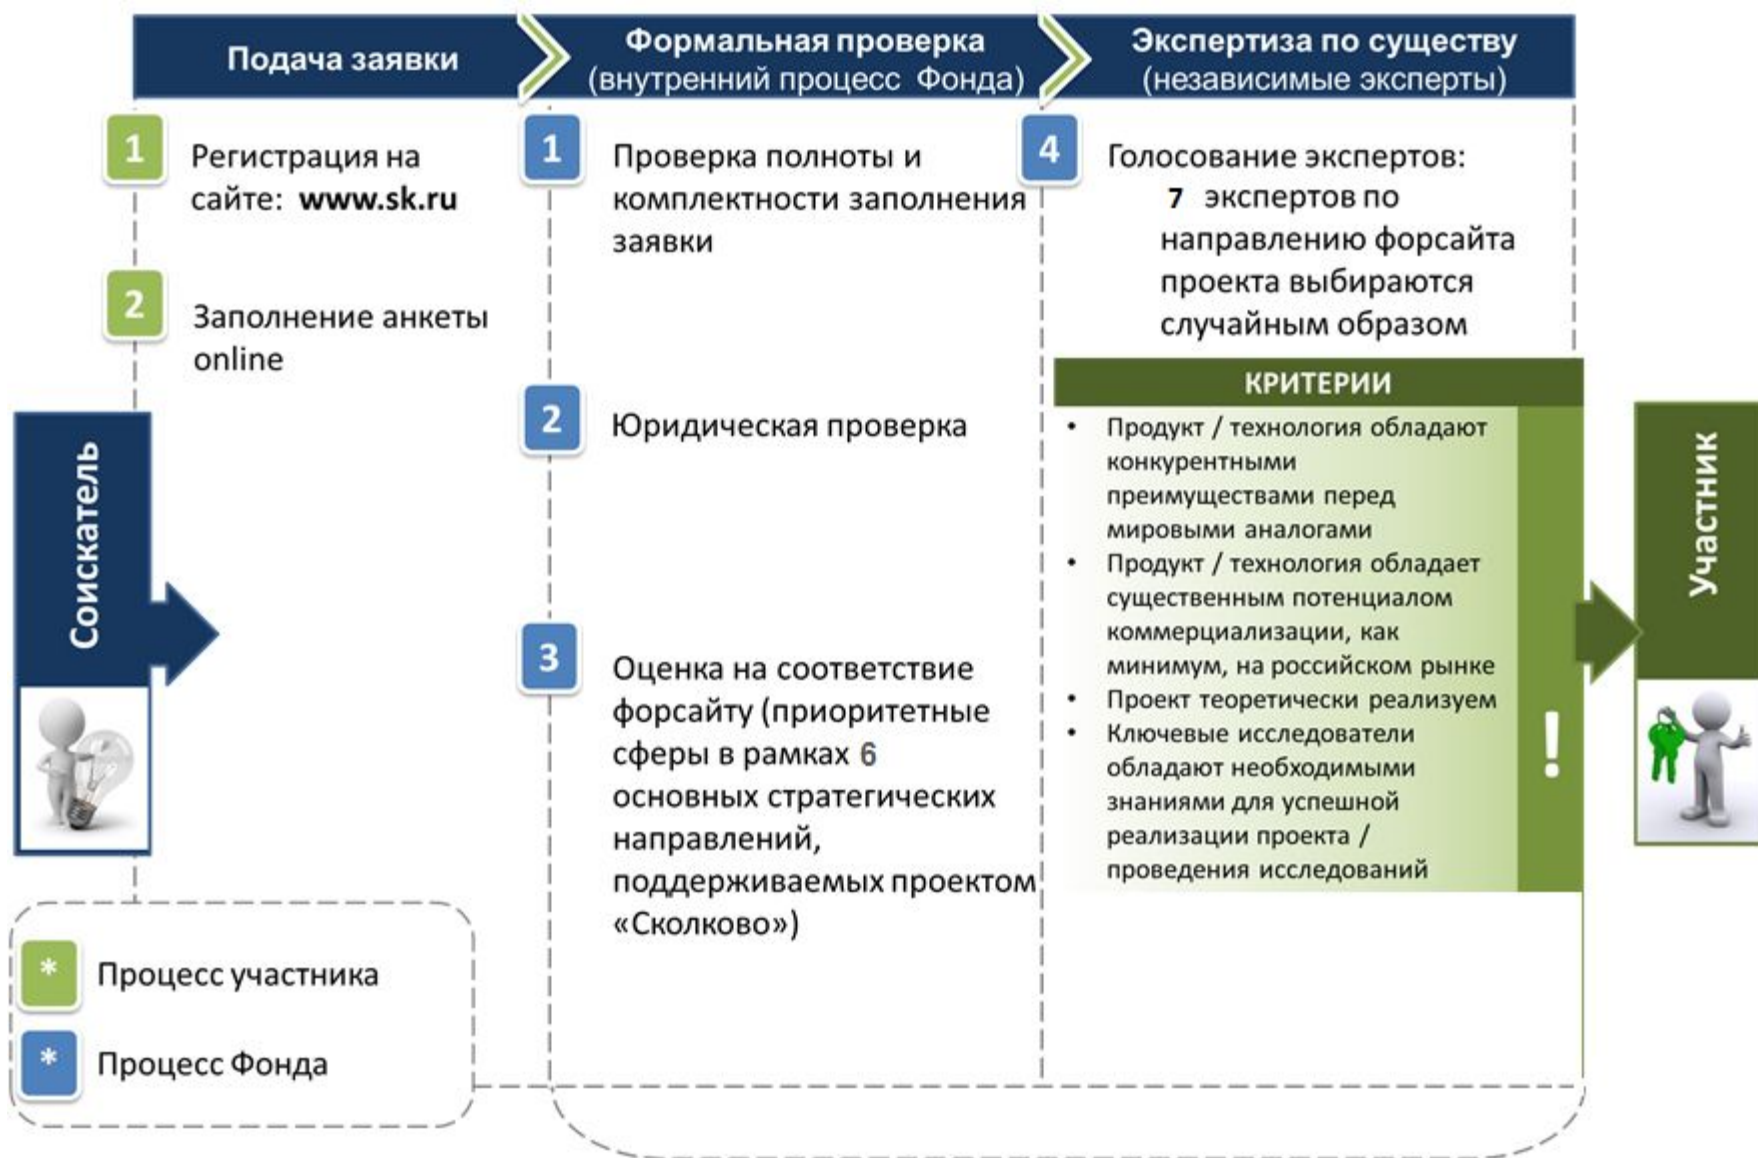 Подача заявки
Формальная проверка
(внутренний процесс Фонда)
Экспертиза по существу
(независимые эксперты)
1
Регистрация на
сайте: www.sk.ru
2
Заполнение анкеты
online
1
Проверка полноты и
комплектности заполнения
заявки
2
Юридическая проверка
3
Оценка на соответствие
форсайту (приоритетные
сферы в рамках 6
основных стратегических
направлений,
поддерживаемых проектом
«Сколково»)
4
Голосование экспертов:
7 экспертов по
направлению форсайта
проекта выбираются
случайным образом
КРИТЕРИИ
• Продукт / технология обладают
конкурентными
преимуществами перед
мировыми аналогами
• Продукт / технология обладает
существенным потенциалом
коммерциализации, как
минимум, на российском рынке
• Проект теоретически реализуем
• Ключевые исследователи
обладают необходимыми
знаниями для успешной
реализации проекта /
проведения исследований
!
Соискатель
Участник
* Процесс участника
* Процесс Фонда